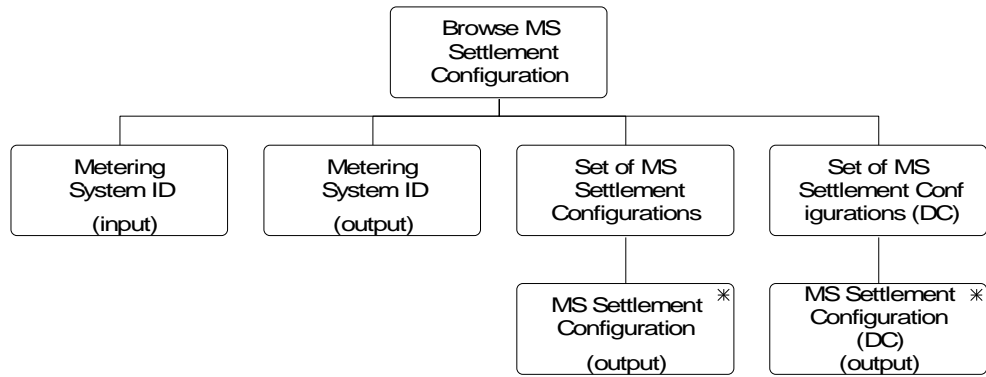 Browse MS
Settlement
Configuration
Metering
System ID
(input)
Metering
System ID
(output)
Set of MS
Settlement
Configurations
Set of MS
Settlement Conf
igurations (DC)
MS Settlement
Configuration
(output)
MS Settlement
Configuration
(DC)
(output)